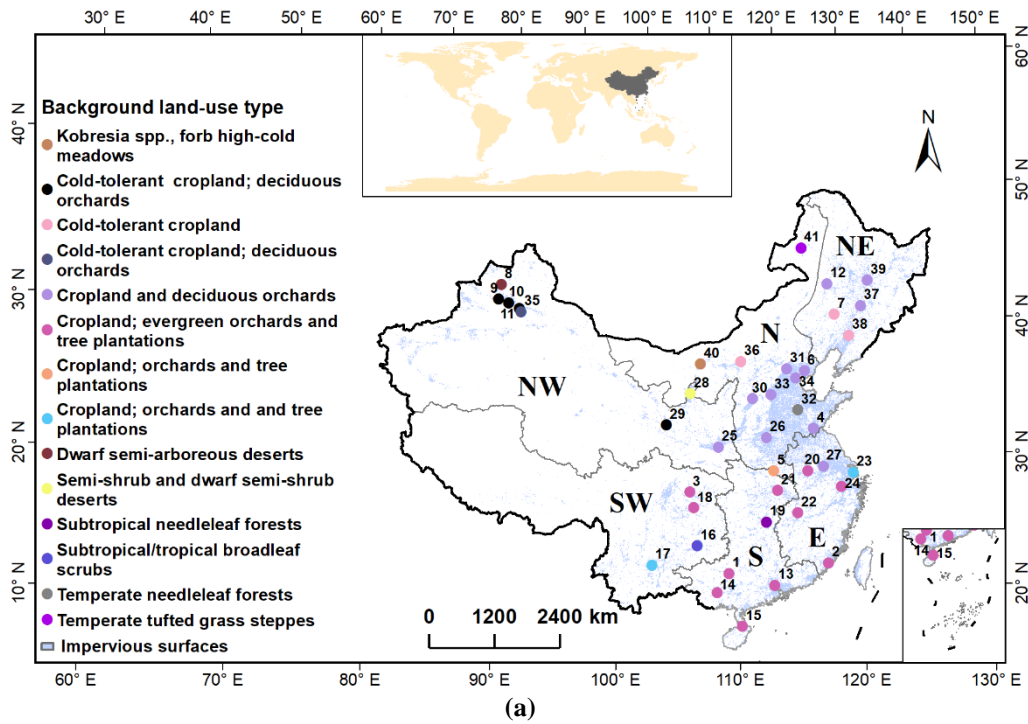 30° E 40° E 50° E 60° E 70° E 80° E 90° E 100° E 110° E 120° E 130° E 140° E 150° E
60° N
50° N
40° N
30° N
20° N
10° N
40° N
30° N
20° N
10° N
N
Background land-use type
Kobresia spp., forb high-cold
meadows
Cold-tolerant cropland; deciduous
orchards
Cold-tolerant cropland
Cold-tolerant cropland; deciduous
orchards
Cropland and deciduous orchards
Cropland; evergreen orchards and
tree plantations
Cropland; orchards and tree
plantations
Cropland; orchards and and tree
plantations
Dwarf semi-arboreous deserts
Semi-shrub and dwarf semi-shrub
deserts
Subtropical needleleaf forests
Subtropical/tropical broadleaf
scrubs
Temperate needleleaf forests
Temperate tufted grass steppes
Impervious surfaces
41 NE
12 39
8
9 10 35
11
7 37
38
N
40 36
31 6
28 33 34
30
NW
32
29
4
26
25
5 20 27 23
3
21 24
18
SW
22
19
16
E
17
S
2
1 13
14
15
1
14 15
0 1200 2400 km
60° E 70° E 80° E 90° E 100° E 110° E 120° E 130° E
(a)